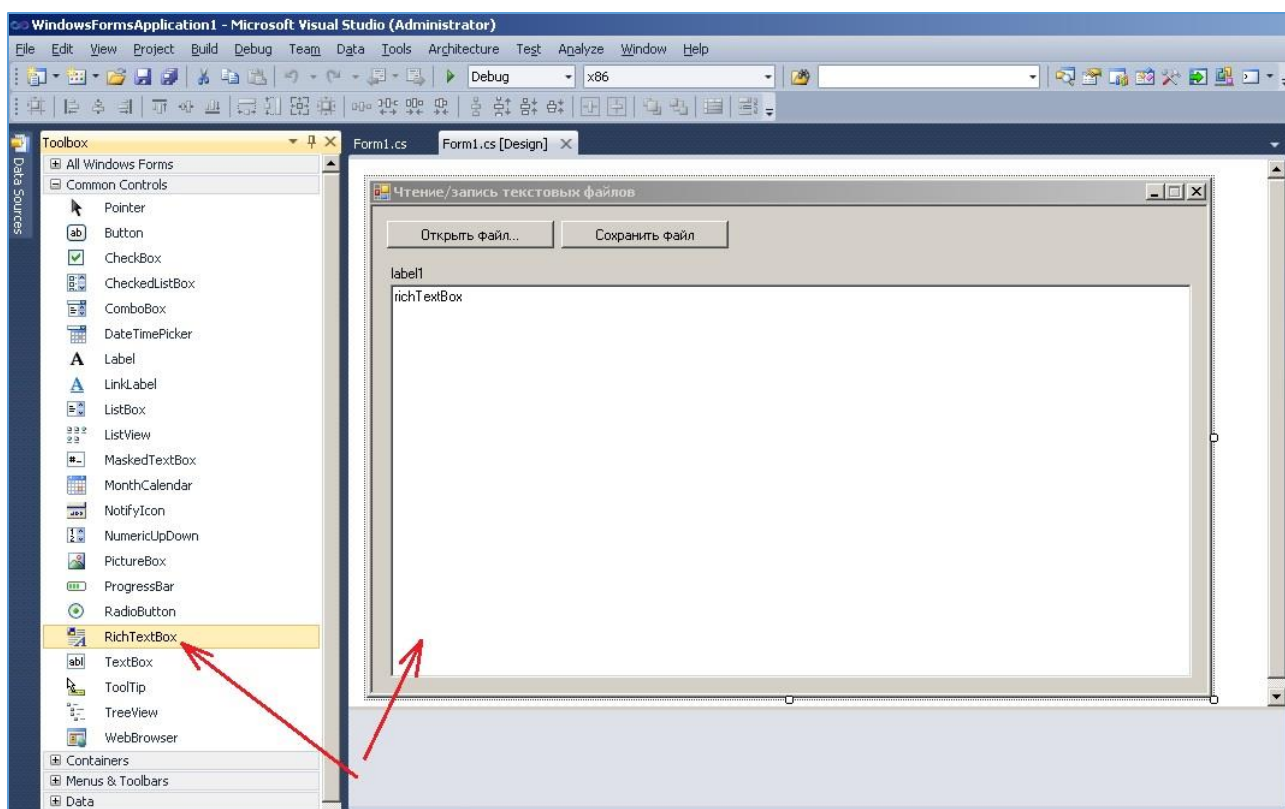 WindowsFormsApplication1 - Microsoft Visual Studio (Administrator)
File Edit View Project Build Debug Team Data Tools Architecture Test Analyze Window Help
Debug x86
Data Sources
Toolbox
Form1.cs Form1.cs [Design]
All Windows Forms
Common Controls
Pointer
Button
CheckBox
CheckedListBox
ComboBox
DateTimePicker
Label
LinkLabel
ListBox
ListView
MaskedTextBox
MonthCalendar
NotifyIcon
NumericUpDown
PictureBox
ProgressBar
RadioButton
RichTextBox
TextBox
ToolTip
TreeView
WebBrowser
Containers
Menus & Toolbars
Data
Чтение/запись текстовых файлов
Открыть файл... Сохранить файл
label1
richTextBox